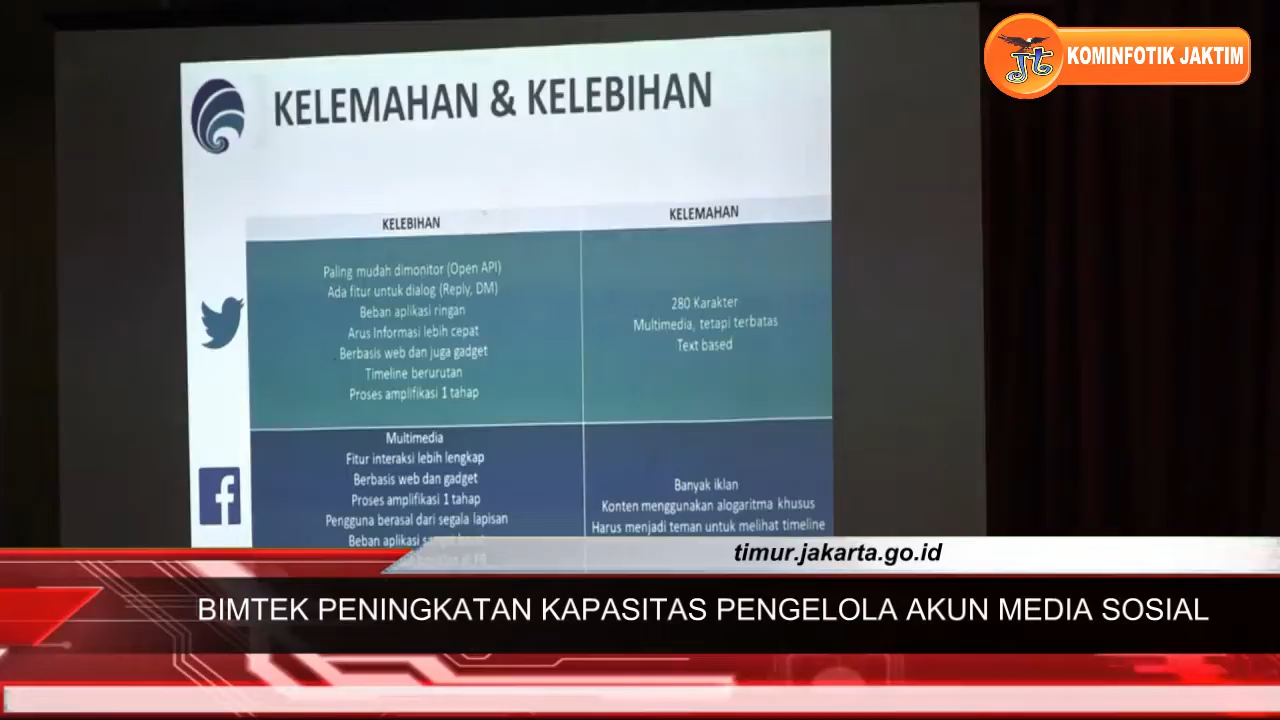 KOMINFOTIK JAKTIM
jt
KELEMAHAN & KELEBIHAN
KELEBIHAN
KELEMAHAN
Paling mudah dimonitor (Open API)
Ada fitur untuk dialog (Reply, DM)
Beban aplikasi ringan
Arus Informasi lebih cepat
Berbasis web dan juga gadget
Timeline berurutan
Proses amplifikasi 1 tahap
280 Karakter
Multimedia, tetapi terbatas
Text based
Multimedia
Fitur interaksi lebih lengkap
Berbasis web dan gadget
Proses amplifikasi 1 tahap
Pengguna berasal dari segala lapisan
Beban aplikasi
Banyak iklan
Konten menggunakan alogaritma khusus
Harus menjadi teman untuk melihat timeline
timur.jakarta.go.id
BIMTEK PENINGKATAN KAPASITAS PENGELOLA AKUN MEDIA SOSIAL